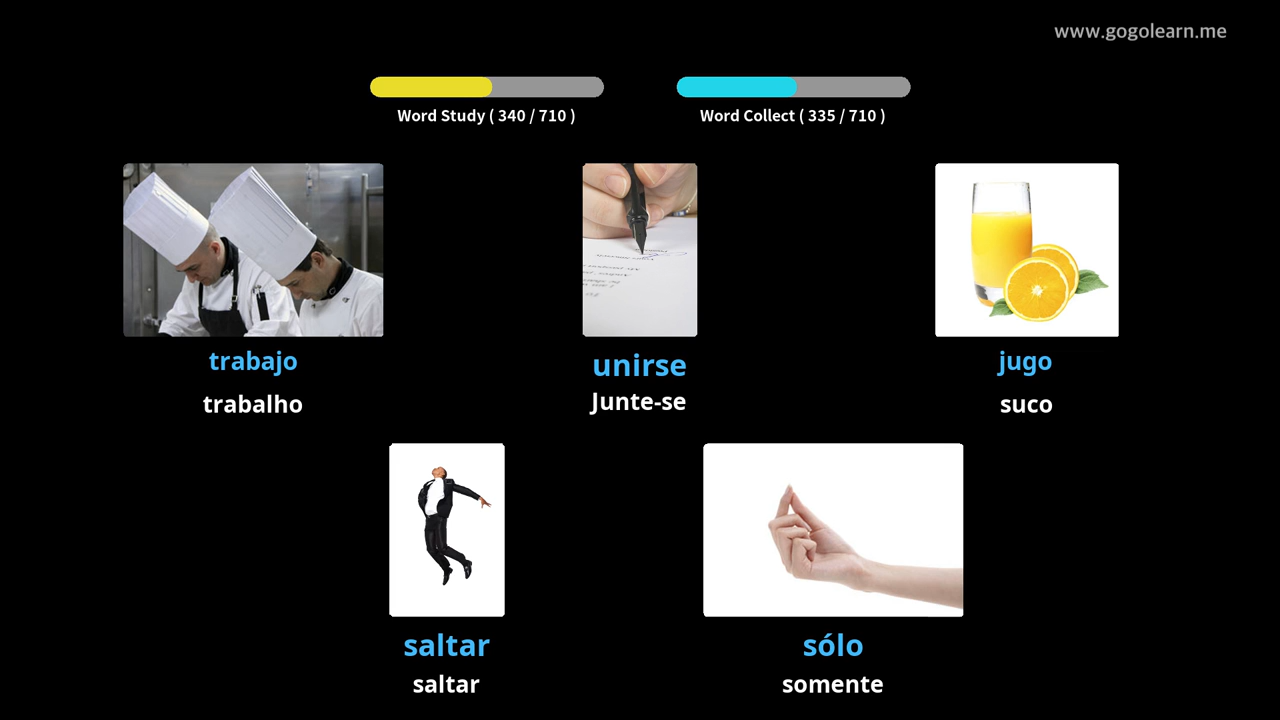 www.gogolearn.me
Word Study ( 340 / 710 )
Word Collect ( 335 / 710 )
trabajo
trabalho
unirse
Junte-se
jugo
suco
saltar
saltar
sólo
somente